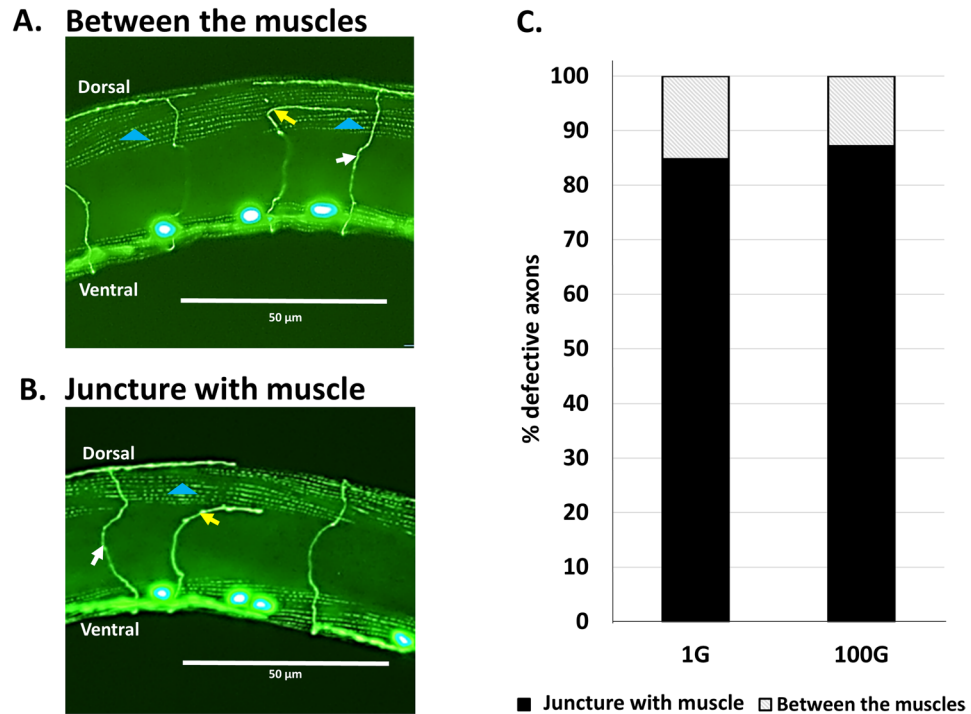 A. Between the muscles
Dorsal
Ventral
50 µm
B. Juncture with muscle
Dorsal
Ventral
50 µm
C.
% defective axons
100
90
80
70
60
50
40
30
20
10
0
1G 100G
Juncture with muscle Between the muscles